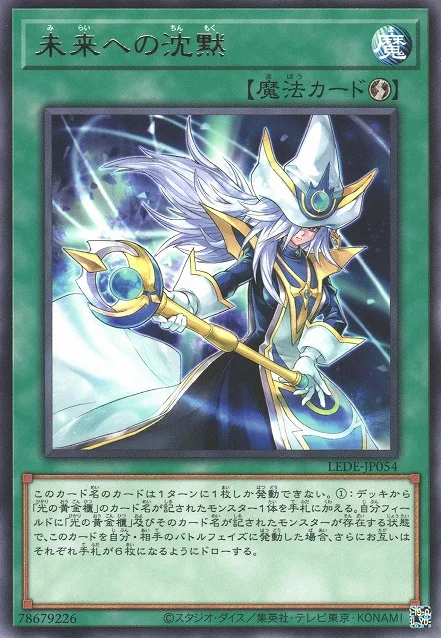 未来への沈黙
魔
【魔法カード】
LEDE-JP054
このカード名のカードは1ターンに1枚しか発動できない。①：デッキから
「光の黄金櫃」のカード名が記されたモンスター1体を手札に加える。自分フィ
ールドに「光の黄金櫃」及びそのカード名が記されたモンスターが存在する状態
で、このカードを自分・相手のバトルフェイズに発動した場合、さらにお互いは
それぞれ手札が6枚になるようにドローする。
78679226
©スタジオ・ダイス／集英社・テレビ東京・KONAMI